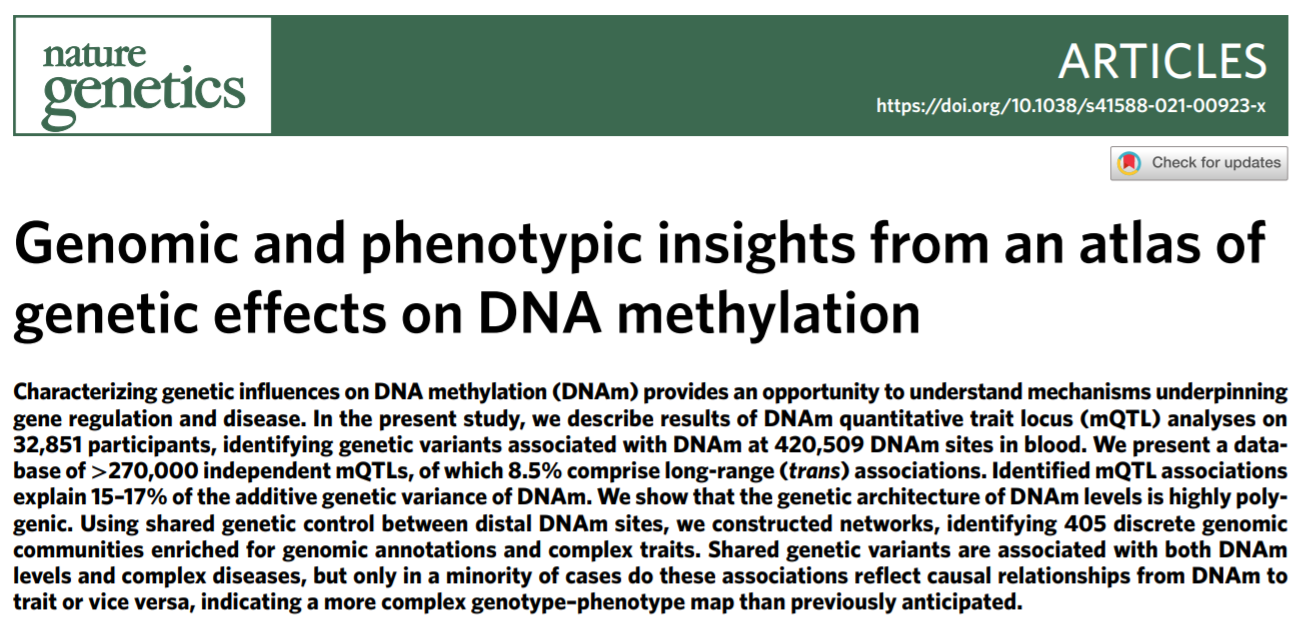 nature
genetics
ARTICLES
https://doi.org/10.1038/s41588-021-00923-x
Check for updates
Genomic and phenotypic insights from an atlas of
genetic effects on DNA methylation
Characterizing genetic influences on DNA methylation (DNAm) provides an opportunity to understand mechanisms underpinning
gene regulation and disease. In the present study, we describe results of DNAm quantitative trait locus (mQTL) analyses on
32,851 participants, identifying genetic variants associated with DNAm at 420,509 DNAm sites in blood. We present a data-
base of >270,000 independent mQTLs, of which 8.5% comprise long-range (trans) associations. Identified mQTL associations
explain 15–17% of the additive genetic variance of DNAm. We show that the genetic architecture of DNAm levels is highly poly-
genic. Using shared genetic control between distal DNAm sites, we constructed networks, identifying 405 discrete genomic
communities enriched for genomic annotations and complex traits. Shared genetic variants are associated with both DNAm
levels and complex diseases, but only in a minority of cases do these associations reflect causal relationships from DNAm to
trait or vice versa, indicating a more complex genotype–phenotype map than previously anticipated.